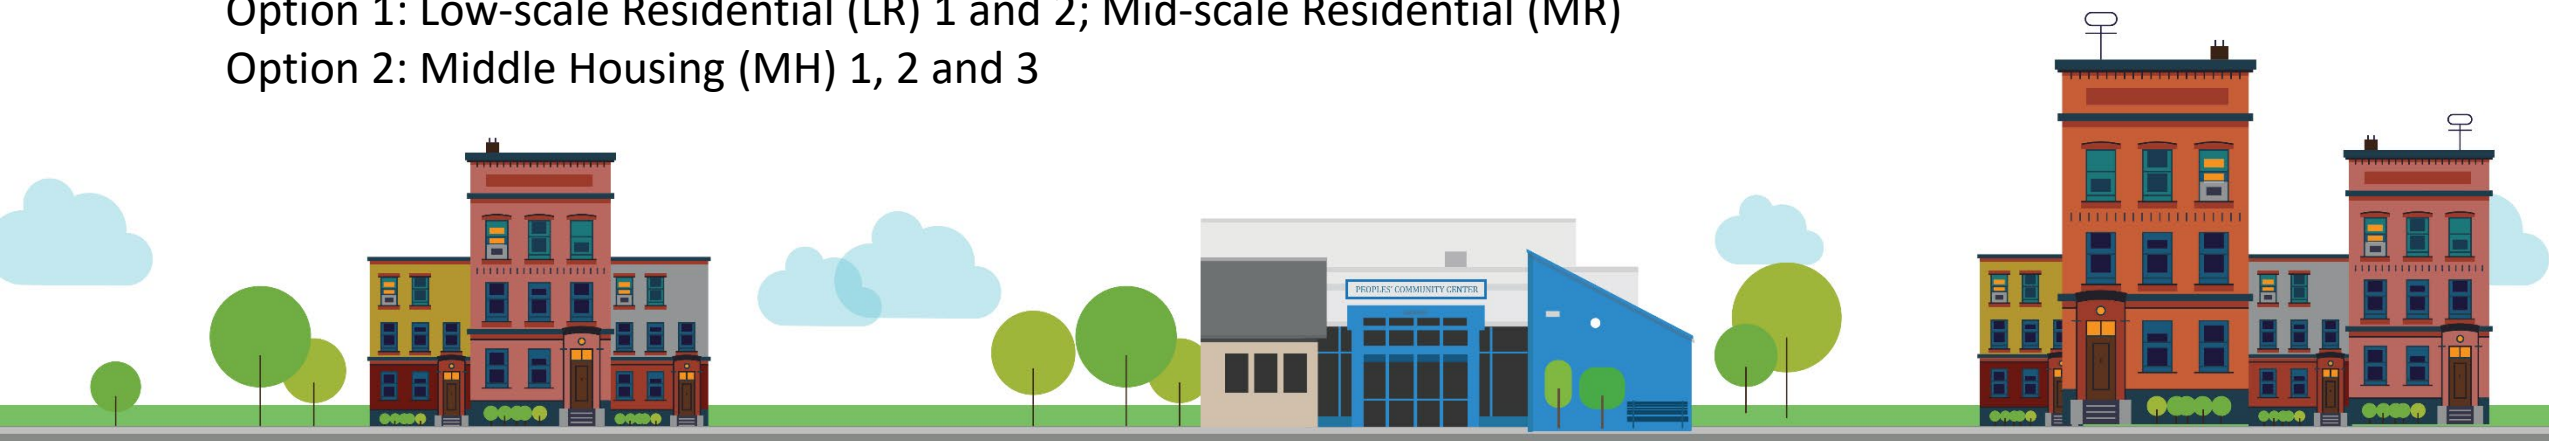 Option 1: Low-scale Residential (LR) 1 and 2; Mid-scale Residential (MR)
Option 2: Middle Housing (MH) 1, 2 and 3
PEOPLES' COMMUNITY CENTER